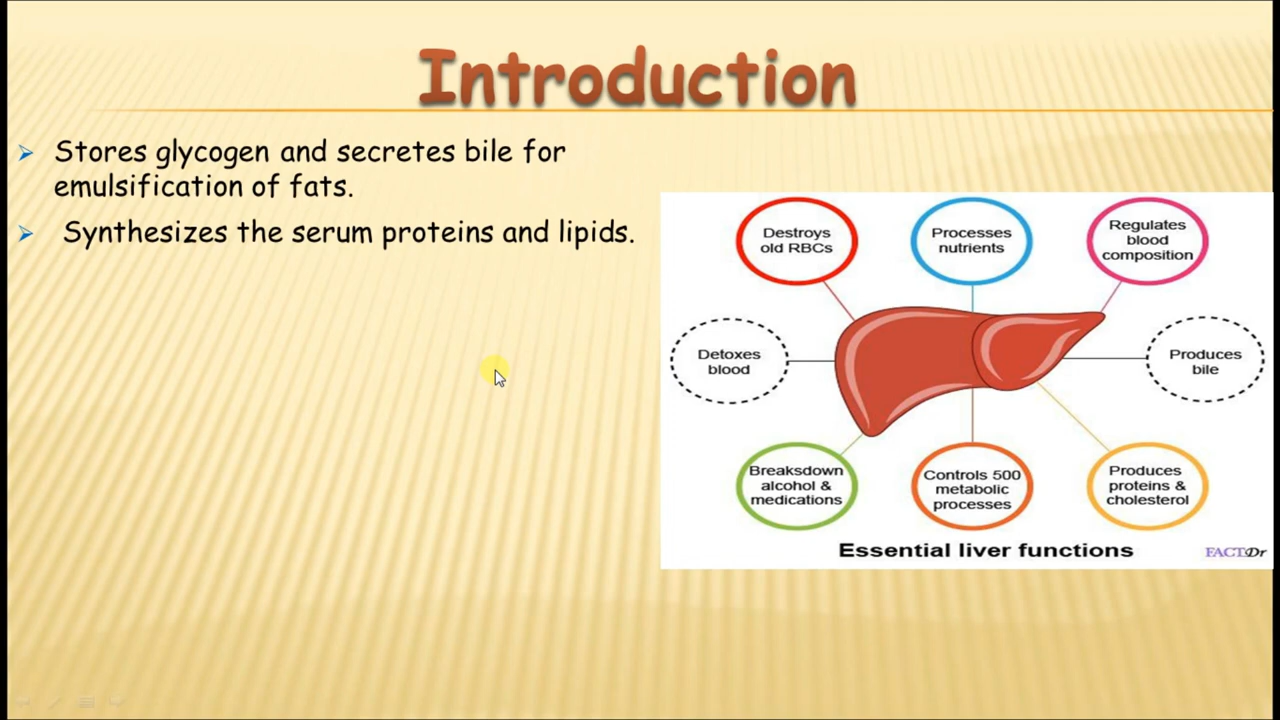 Introduction
Stores glycogen and secretes bile for
emulsification of fats.
Synthesizes the serum proteins and lipids.
Destroys
old RBCs
Processes
nutrients
Regulates
blood
composition
Detoxes
blood
Produces
bile
Breaksdown
alcohol &
medications
Controls 500
metabolic
processes
Produces
proteins &
cholesterol
Essential liver functions
FACTDr